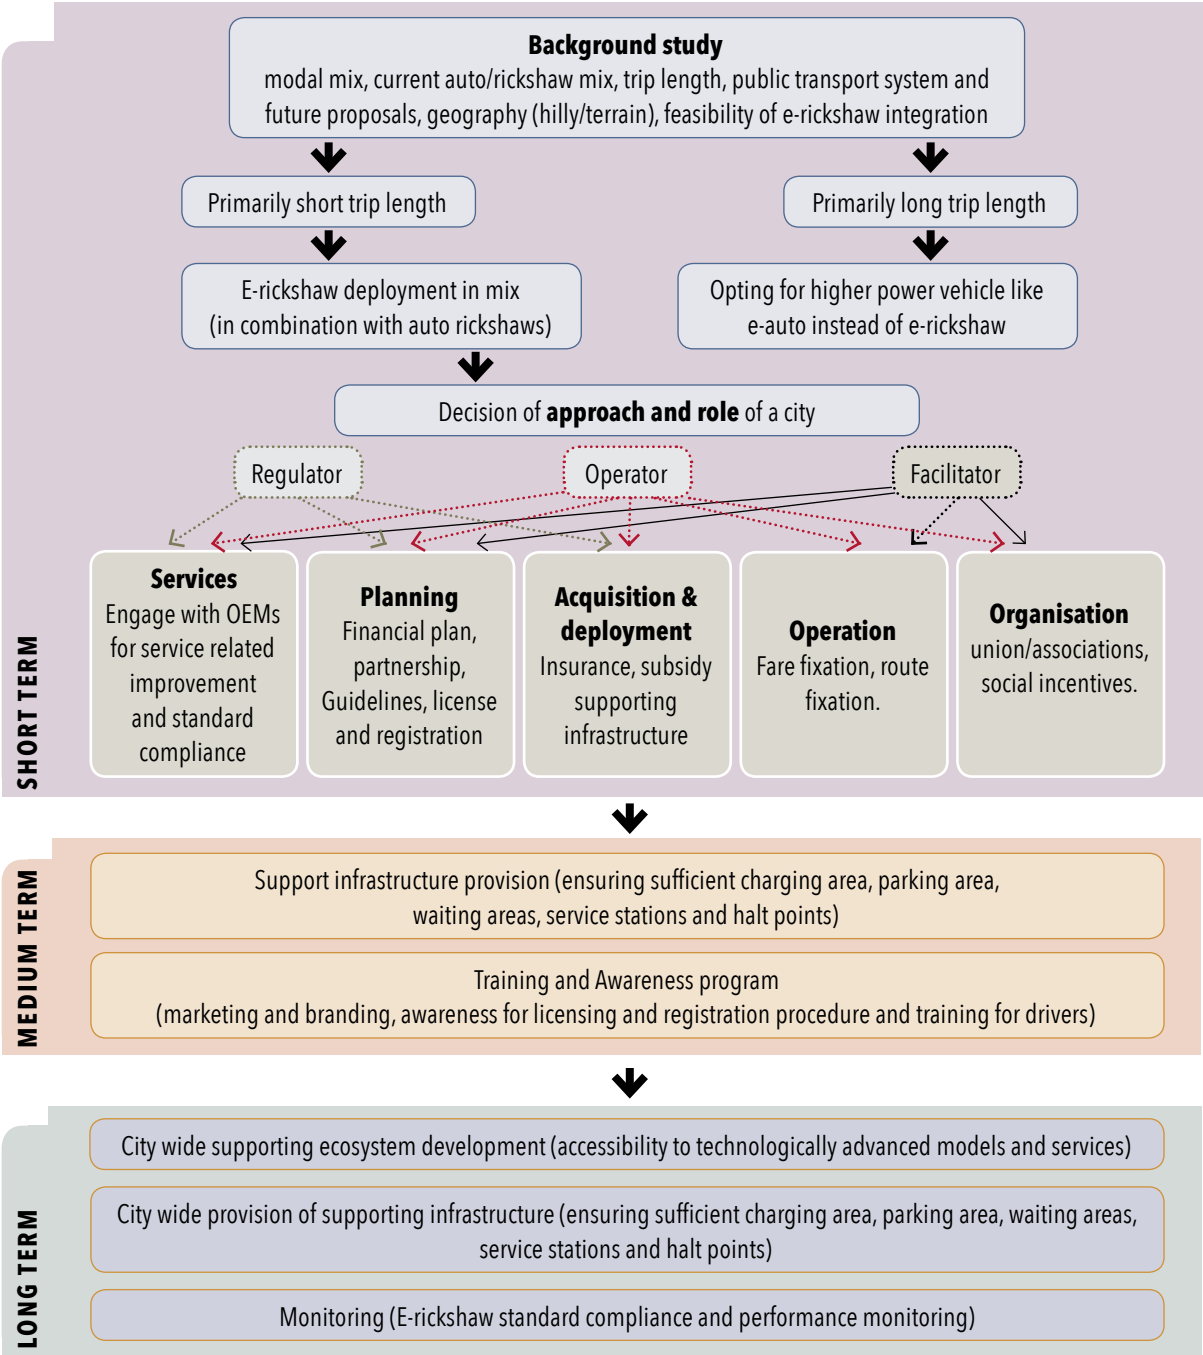 Background study
modal mix, current auto/rickshaw mix, trip length, public transport system and
future proposals, geography (hilly/terrain), feasibility of e-rickshaw integration
Primarily short trip length
Primarily long trip length
E-rickshaw deployment in mix
(in combination with auto rickshaws)
Opting for higher power vehicle like
e-auto instead of e-rickshaw
Decision of approach and role of a city
Regulator
Operator
Facilitator
Services
Engage with OEMs
for service related
improvement
and standard
compliance
Planning
Financial plan,
partnership,
Guidelines, license
and registration
Acquisition &
deployment
Insurance, subsidy
supporting
infrastructure
Operation
Fare fixation, route
fixation.
Organisation
union/associations,
social incentives.
SHORT TERM
Support infrastructure provision (ensuring sufficient charging area, parking area,
waiting areas, service stations and halt points)
Training and Awareness program
(marketing and branding, awareness for licensing and registration procedure and training for drivers)
MEDIUM TERM
City wide supporting ecosystem development (accessibility to technologically advanced models and services)
City wide provision of supporting infrastructure (ensuring sufficient charging area, parking area, waiting areas,
service stations and halt points)
Monitoring (E-rickshaw standard compliance and performance monitoring)
LONG TERM